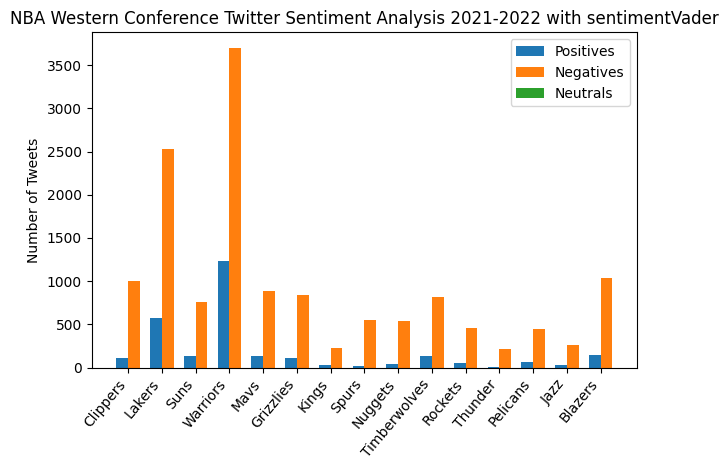 NBA Western Conference Twitter Sentiment Analysis 2021-2022 with sentimentVader
Positives
Negatives
Neutrals
Number of Tweets
3500
3000
2500
2000
1500
1000
500
0
Clippers
Lakers
Suns
Warriors
Mavs
Grizzlies
Kings
Spurs
Nuggets
Timberwolves
Rockets
Thunder
Pelicans
Jazz
Blazers